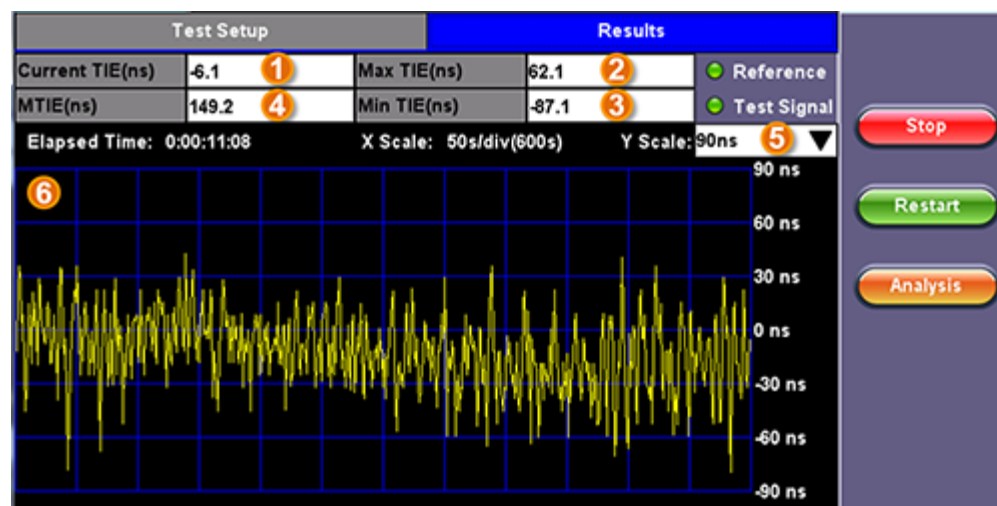 Test Setup Results
Current TIE(ns) -6.1 1 Max TIE(ns) 62.1 2 Reference
MTIE(ns) 149.2 4 Min TIE(ns) -87.1 3 Test Signal
Elapsed Time: 0:00:11:08 X Scale: 50s/div(600s) Y Scale: 90ns 5
6
90 ns
60 ns
30 ns
0 ns
-30 ns
-60 ns
-90 ns
Stop
Restart
Analysis